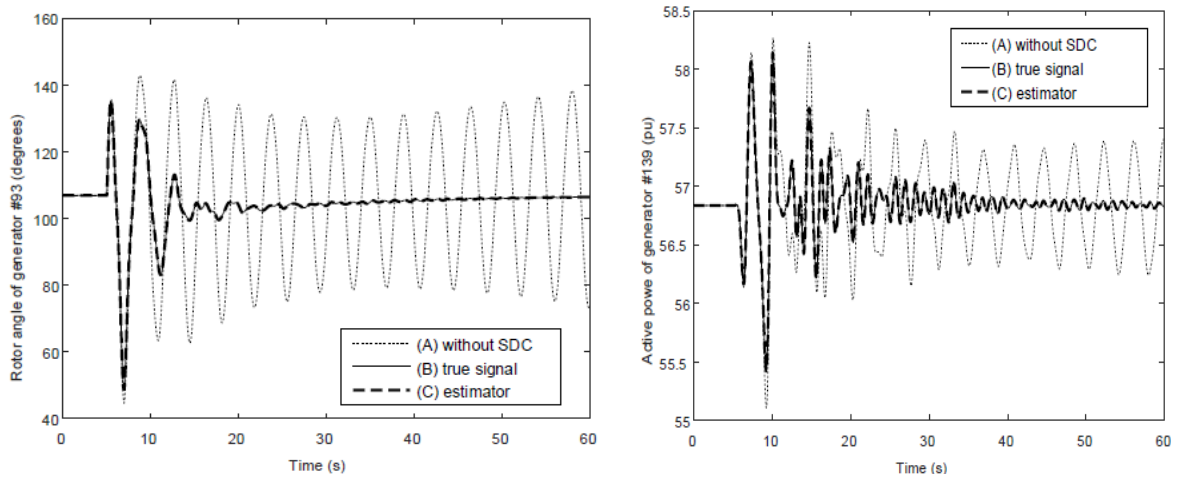 Rotor angle of generator #93 (degrees)
160
140
120
100
80
60
40
0
10
20
30
40
50
60
Time (s)
(A) without SDC
(B) true signal
(C) estimator
Active power of generator #139 (pu)
58.5
58
57.5
57
56.5
56
55.5
55
0
10
20
30
40
50
60
Time (s)
(A) without SDC
(B) true signal
(C) estimator